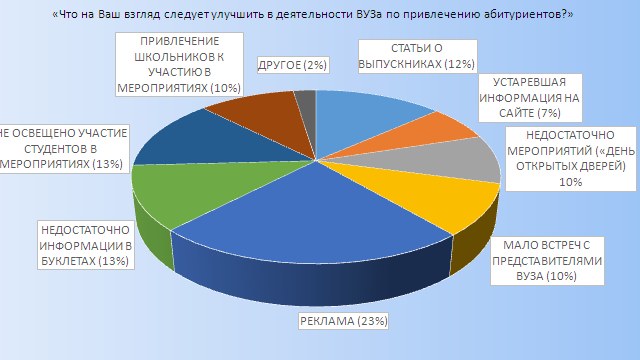 «Что на Ваш взгляд следует улучшить в деятельности ВУЗа по привлечению абитуриентов?»
ПРИВЛЕЧЕНИЕ
ШКОЛЬНИКОВ К
УЧАСТИЮ В
МЕРОПРИЯТИЯХ (10%)
ДРУГОЕ (2%)
СТАТЬИ О
ВЫПУСКНИКАХ (12%)
УСТАРЕВШАЯ
ИНФОРМАЦИЯ НА
САЙТЕ (7%)
НЕДОСТАТОЧНО
МЕРОПРИЯТИЙ («ДЕНЬ
ОТКРЫТЫХ ДВЕРЕЙ)
10%
МАЛО ВСТРЕЧ С
ПРЕДСТАВИТЕЛЯМИ
ВУЗА (10%)
РЕКЛАМА (23%)
НЕДОСТАТОЧНО
ИНФОРМАЦИИ В
БУКЛЕТАХ (13%)
НЕ ОСВЕЩЕНО УЧАСТИЕ
СТУДЕНТОВ В
МЕРОПРИЯТИЯХ (13%)